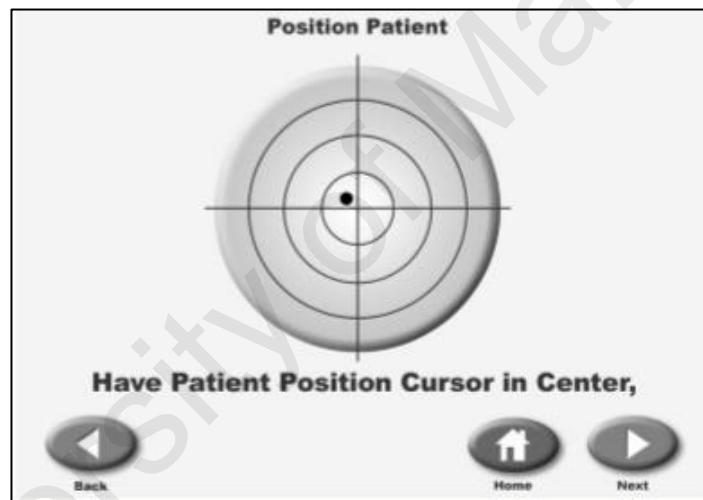 Position Patient
Have Patient Position Cursor in Center,
Back
Home
Next